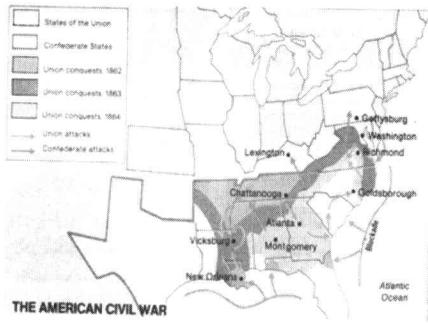 States of the Union
Confederate States
Union conquests 1862
Union conquests 1863
Union conquests 1864
Union attacks
Confederate attacks
Gettysburg
Washington
Richmond
Lexington
Goldsborough
Chattanooga
Atlanta
Vicksburg
Montgomery
Blockade
New Orleans
Atlantic
Ocean
THE AMERICAN CIVIL WAR